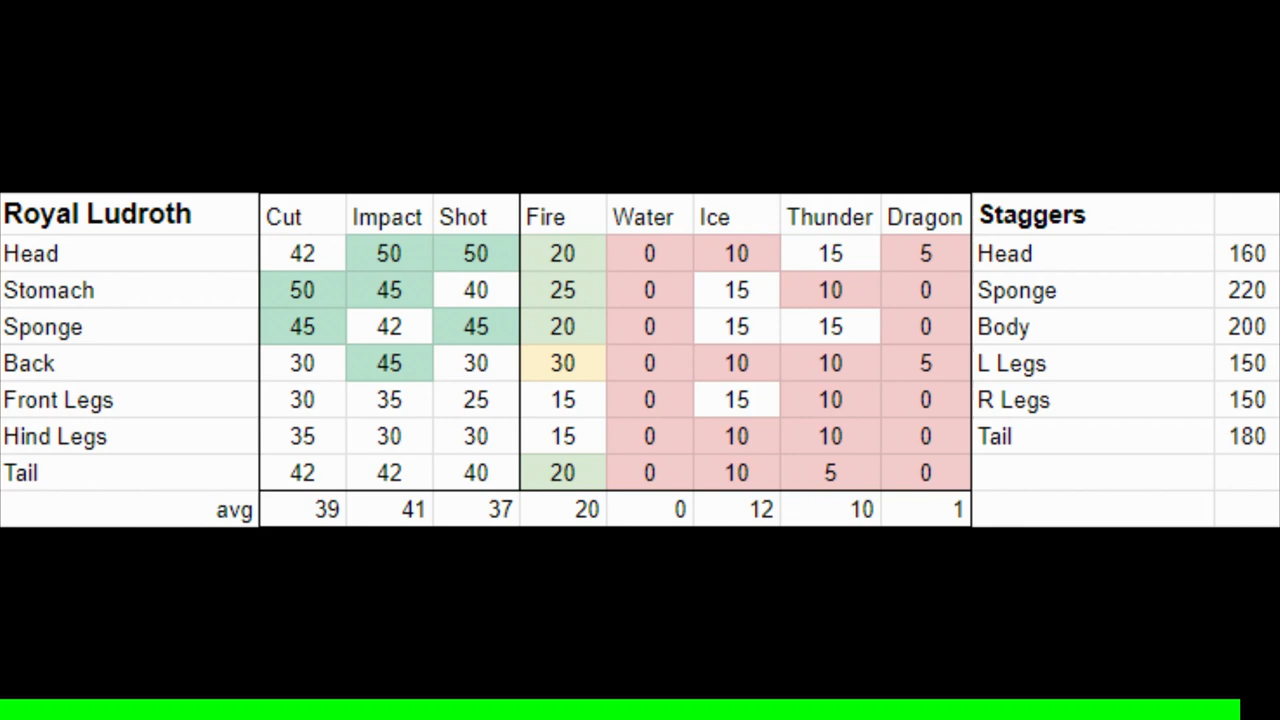 Royal Ludroth Cut Impact Shot Fire Water Ice Thunder Dragon Staggers
Head 42 50 50 20 0 10 15 5 Head 160
Stomach 50 45 40 25 0 15 10 0 Sponge 220
Sponge 45 42 45 20 0 15 15 0 Body 200
Back 30 45 30 30 0 10 10 5 L Legs 150
Front Legs 30 35 25 15 0 15 10 0 R Legs 150
Hind Legs 35 30 30 15 0 10 10 0 Tail 180
Tail 42 42 40 20 0 10 5 0
avg 39 41 37 20 0 12 10 1